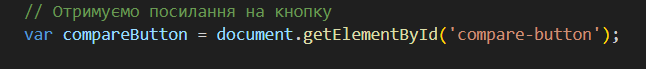 // Отримуємо посилання на кнопку
var compareButton = document.getElementById('compare-button');